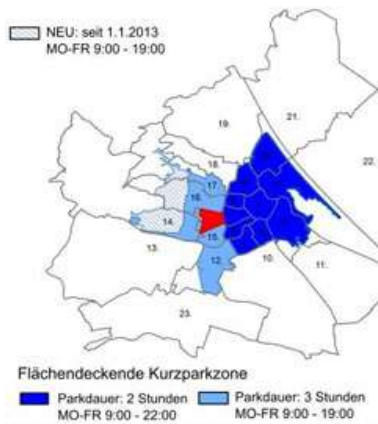 NEU: seit 1.1.2013
MO-FR 9:00 - 19:00
21.
19.
22.
18.
17.
16.
14.
15.
13.
12.
10.
11.
23.
Flächendeckende Kurzparkzone
Parkdauer: 2 Stunden
MO-FR 9:00 - 22:00
Parkdauer: 3 Stunden
MO-FR 9:00 - 19:00